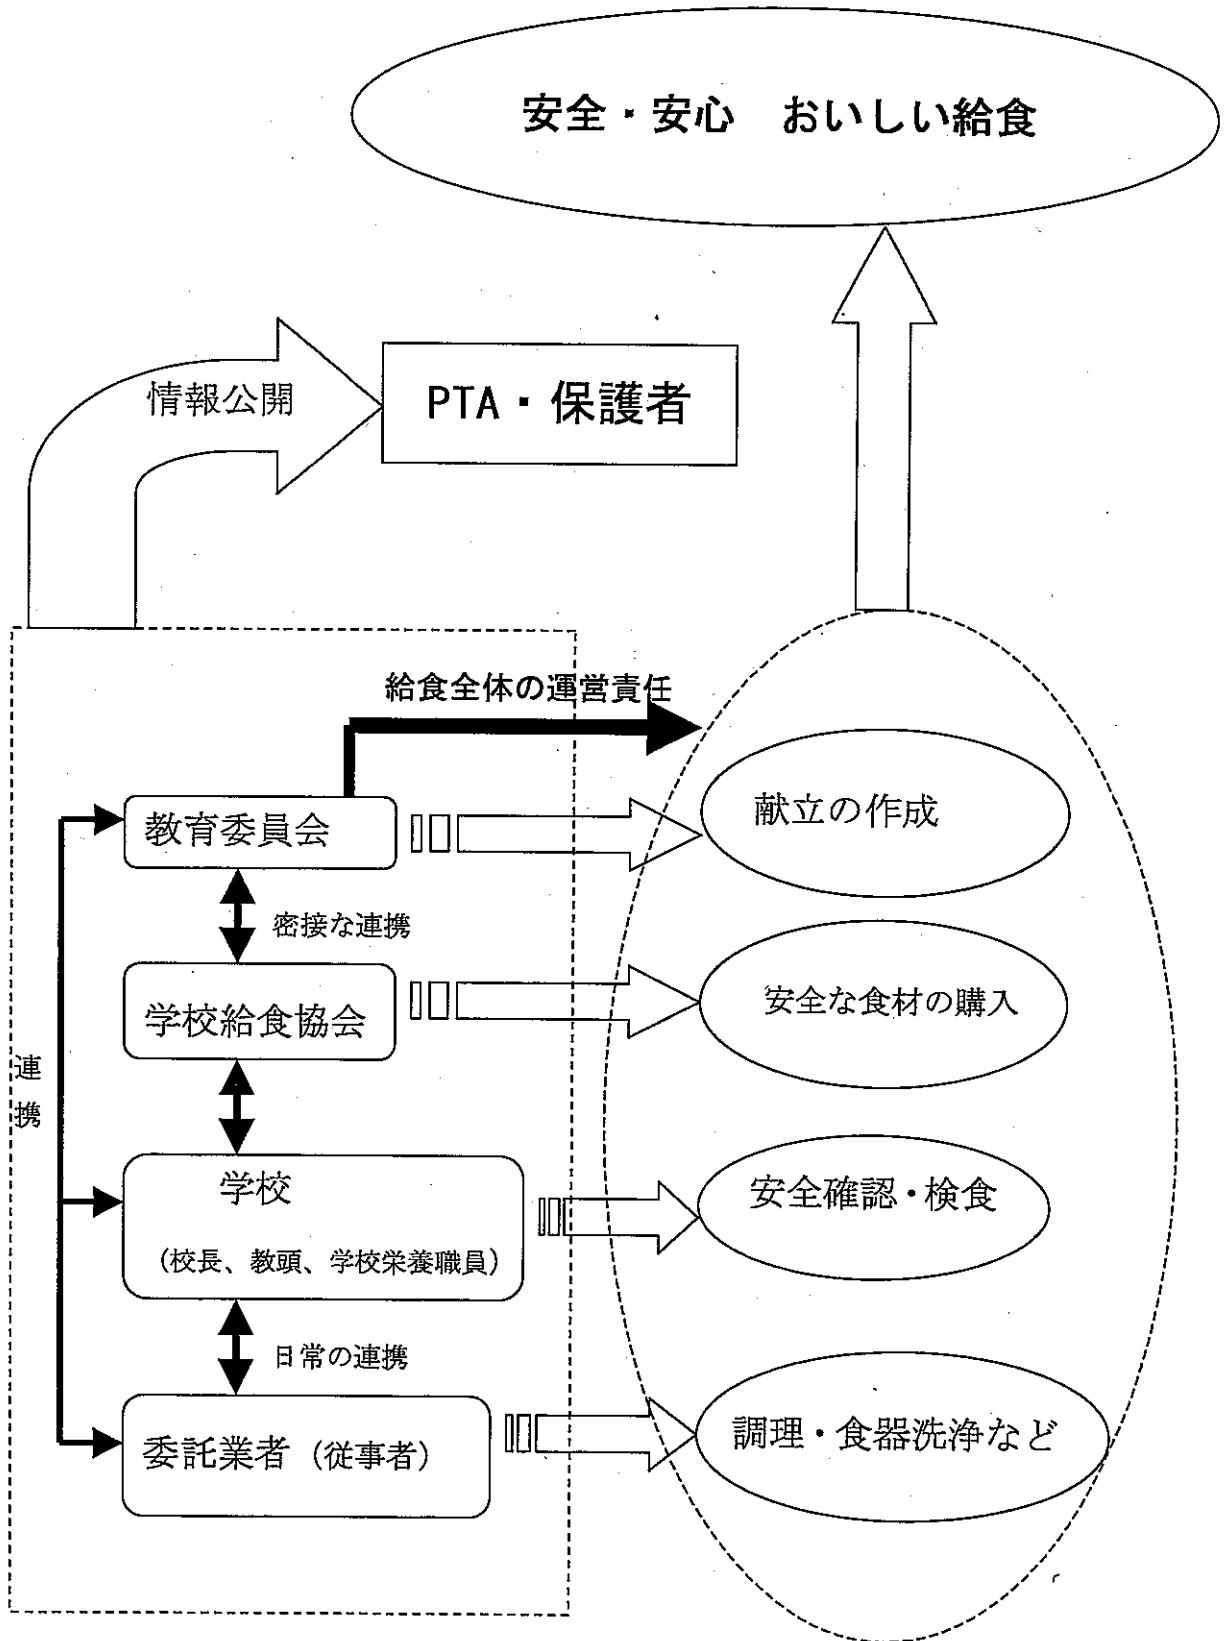 安全・安心　おいしい給食
情報公開
PTA・保護者
給食全体の運営責任
教育委員会
献立の作成
密接な連携
学校給食協会
安全な食材の購入
連携
学校
(校長、教頭、学校栄養職員)
安全確認・検食
日常の連携
委託業者（従事者）
調理・食器洗浄など